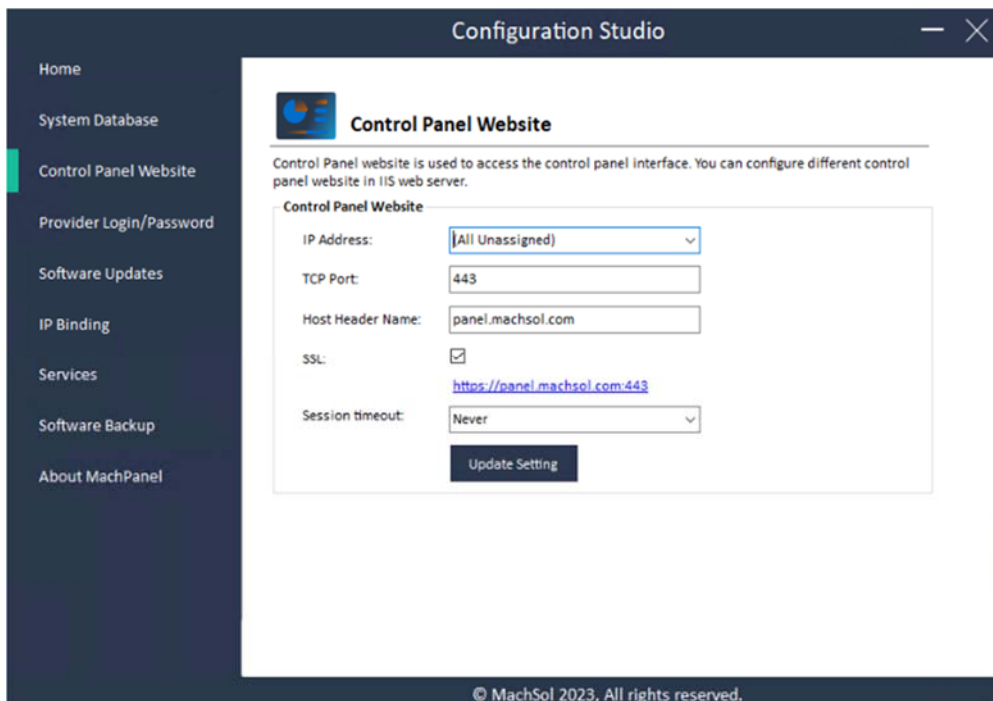 Configuration Studio
Home
System Database
Control Panel Website
Provider Login/Password
Software Updates
IP Binding
Services
Software Backup
About MachPanel
Control Panel Website
Control Panel website is used to access the control panel interface. You can configure different control
panel website in IIS web server.
Control Panel Website
IP Address: (All Unassigned)
TCP Port: 443
Host Header Name: panel.machsol.com
SSL:
https://panel.machsol.com:443
Session timeout: Never
Update Setting
© MachSol 2023. All rights reserved.